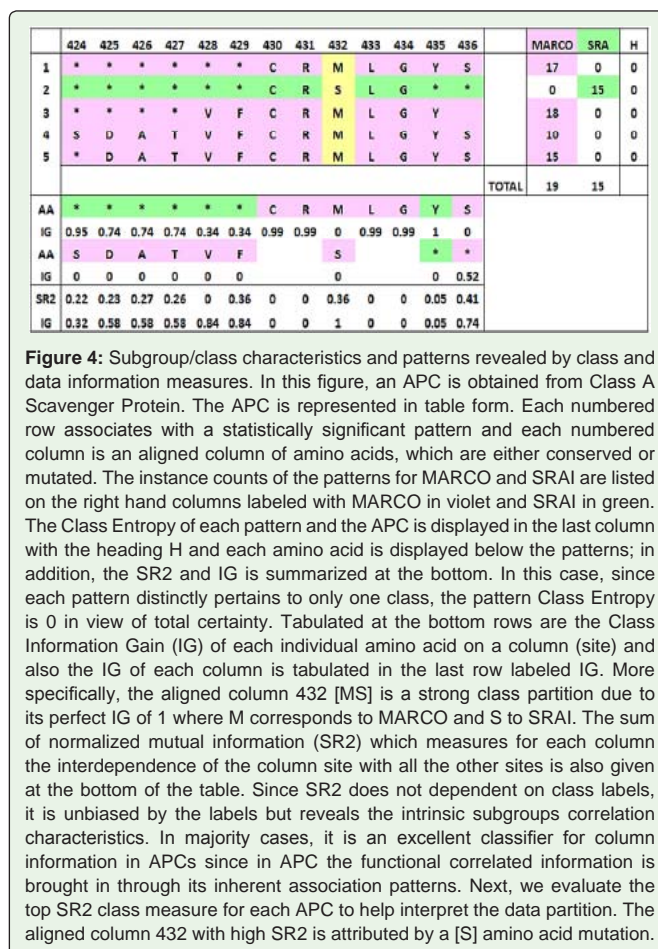 424 425 426 427 428 429 430 431 432 433 434 435 436 MARCO SRA H
1 * * * * * * C R M L G Y S 17 0 0
2 * * * * * * C R S L G * * 0 15 0
3 * * * * V F C R M L G Y 18 0 0
4 S D A T V F C R M L G Y S 10 0 0
5 * D A T V F C R M L G Y S 15 0 0
TOTAL 19 15
AA * * * * * * C R M L G Y S
IG 0.95 0.74 0.74 0.74 0.34 0.34 0.99 0.99 0 0.99 0.99 1 0
AA S D A T V F S * *
IG 0 0 0 0 0 0 0 0 0.52
SR2 0.22 0.23 0.27 0.26 0 0.36 0 0 0.36 0 0 0.05 0.41
IG 0.32 0.58 0.58 0.58 0.84 0.84 0 0 1 0 0 0.05 0.74
Figure 4: Subgroup/class characteristics and patterns revealed by class and
data information measures. In this figure, an APC is obtained from Class A
Scavenger Protein. The APC is represented in table form. Each numbered
row associates with a statistically significant pattern and each numbered
column is an aligned column of amino acids, which are either conserved or
mutated. The instance counts of the patterns for MARCO and SRAI are listed
on the right hand columns labeled with MARCO in violet and SRAI in green.
The Class Entropy of each pattern and the APC is displayed in the last column
with the heading H and each amino acid is displayed below the patterns; in
addition, the SR2 and IG is summarized at the bottom. In this case, since
each pattern distinctly pertains to only one class, the pattern Class Entropy
is 0 in view of total certainty. Tabulated at the bottom rows are the Class
Information Gain (IG) of each individual amino acid on a column (site) and
also the IG of each column is tabulated in the last row labeled IG. More
specifically, the aligned column 432 [MS] is a strong class partition due to
its perfect IG of 1 where M corresponds to MARCO and S to SRAI. The sum
of normalized mutual information (SR2) which measures for each column
the interdependence of the column site with all the other sites is also given
at the bottom of the table. Since SR2 does not dependent on class labels,
it is unbiased by the labels but reveals the intrinsic subgroups correlation
characteristics. In majority cases, it is an excellent classifier for column
information in APCs since in APC the functional correlated information is
brought in through its inherent association patterns. Next, we evaluate the
top SR2 class measure for each APC to help interpret the data partition. The
aligned column 432 with high SR2 is attributed by a [S] amino acid mutation.